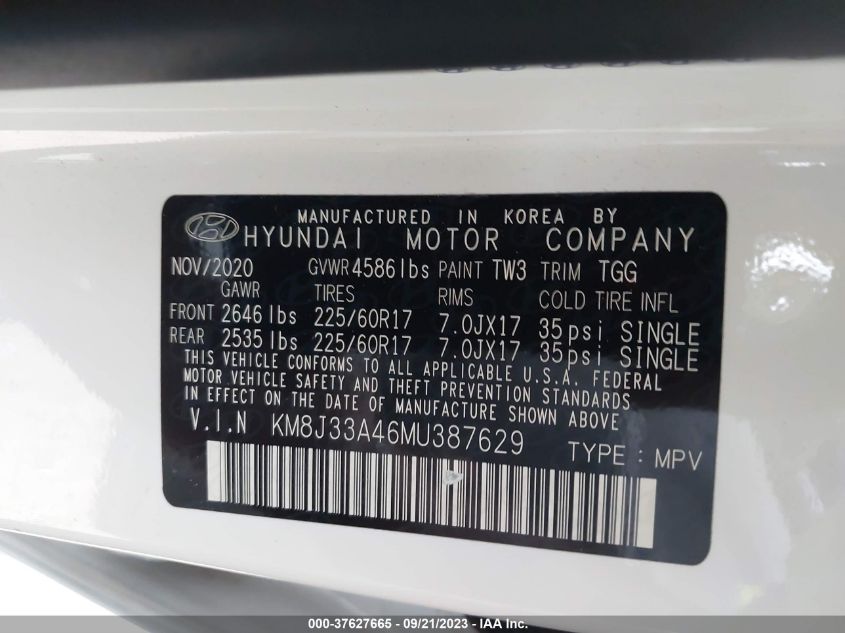 MANUFACTURED IN KOREA BY
HYUNDAI MOTOR COMPANY
NOV/2020 GVWR 4586 lbs PAINT TW3 TRIM TGG
GAWR TIRES RIMS COLD TIRE INFL
FRONT 2646 lbs 225/60R17 7.0JX17 35psi SINGLE
REAR 2535 lbs 225/60R17 7.0JX17 35psi SINGLE
THIS VEHICLE CONFORMS TO ALL APPLICABLE U.S.A. FEDERAL
MOTOR VEHICLE SAFETY AND THEFT PREVENTION STANDARDS
IN EFFECT ON THE DATE OF MANUFACTURE SHOWN ABOVE
V.I.N KM8J33A46MU387629 TYPE : MPV
000-37627665 - 09/21/2023 - IAA Inc.